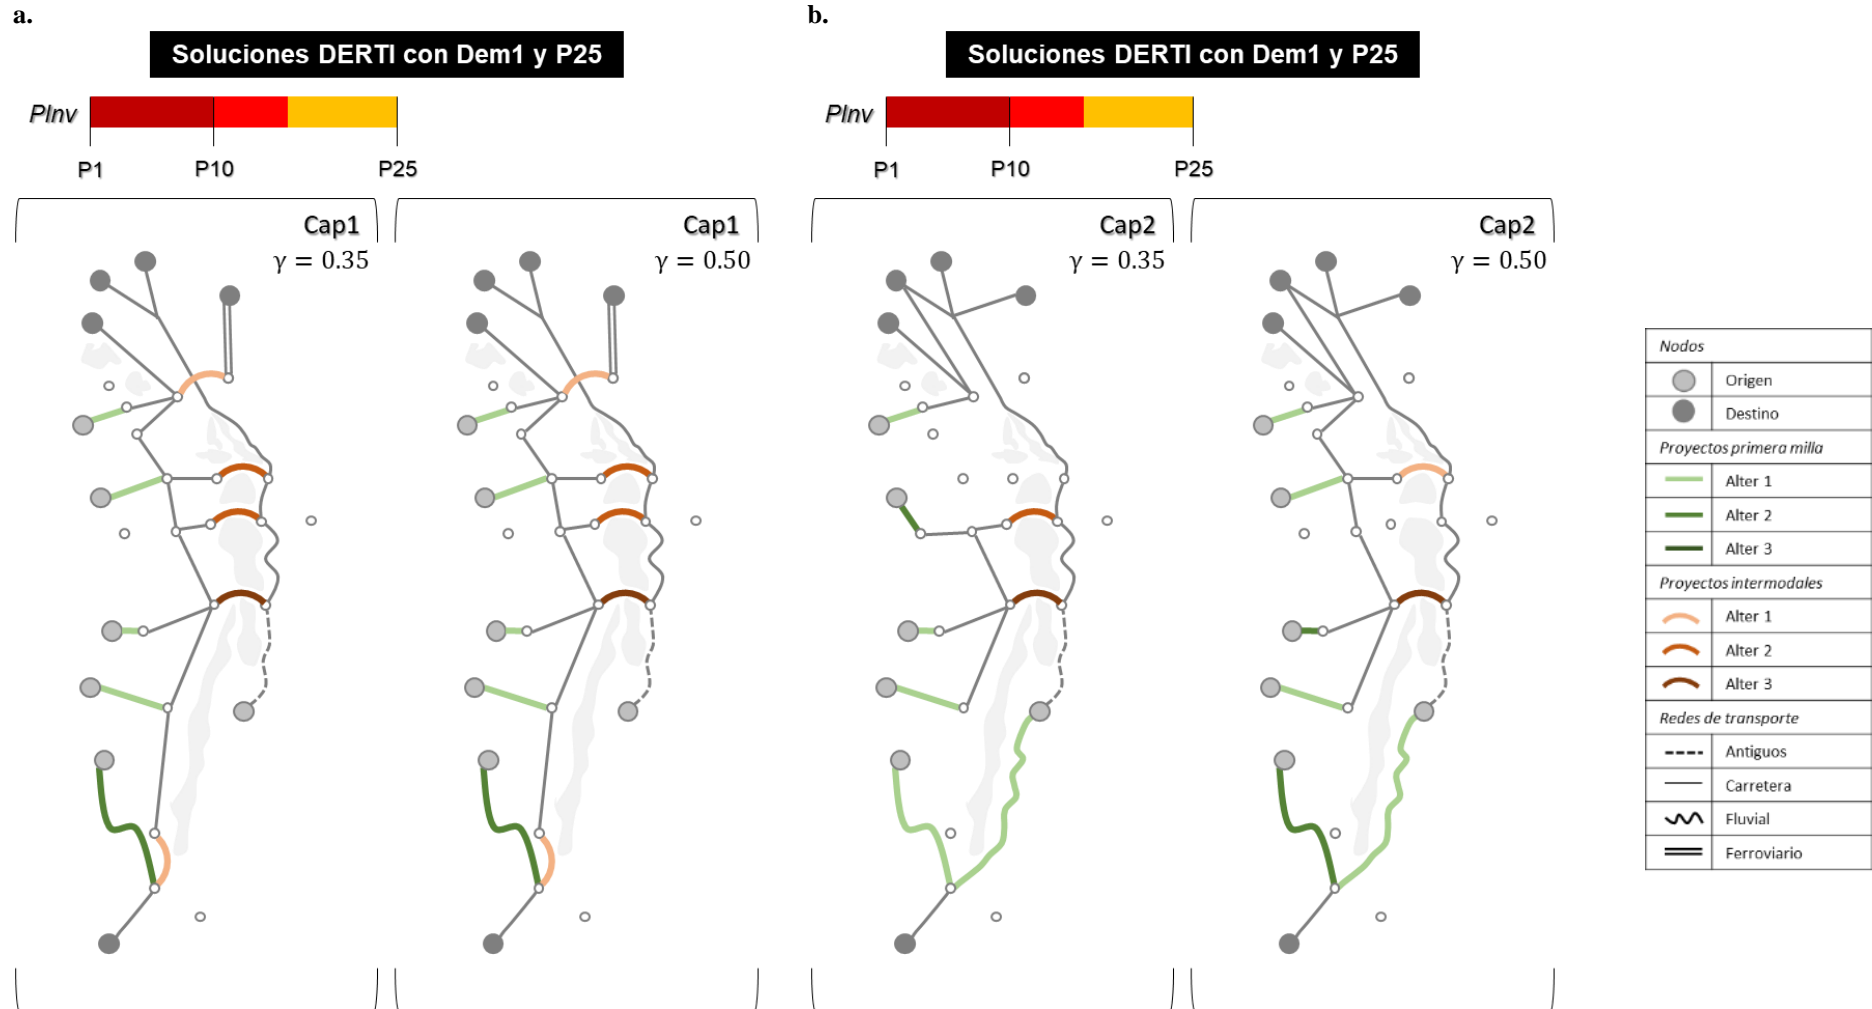 a.
Soluciones DERTI con Dem1 y P25
PInv
P1 P10 P25
Cap1
γ = 0.35
Cap1
γ = 0.50
b.
Soluciones DERTI con Dem1 y P25
PInv
P1 P10 P25
Cap2
γ = 0.35
Cap2
γ = 0.50
Nodos
Origen
Destino
Proyectos primera milla
Alter 1
Alter 2
Alter 3
Proyectos intermodales
Alter 1
Alter 2
Alter 3
Redes de transporte
Antiguos
Carretera
Fluvial
Ferroviario